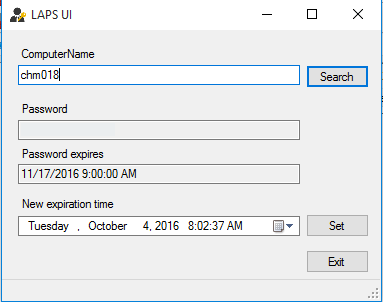 LAPS UI
ComputerName
chm018
Search
Password
Password expires
11/17/2016 9:00:00 AM
New expiration time
Tuesday , October 4, 2016 8:02:37 AM
Set
Exit